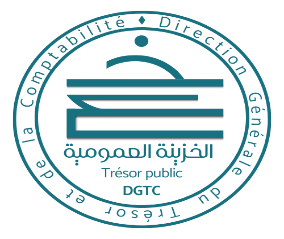 Direction Générale du Trésor et de la Comptabilité
الخزينة العمومية
Trésor public
DGTC